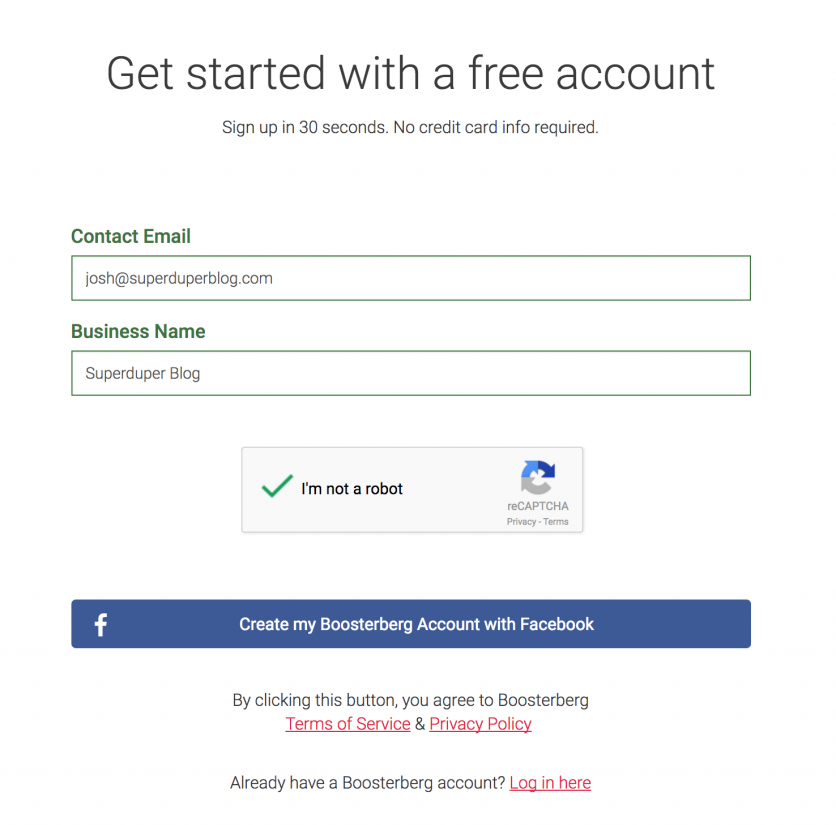 Get started with a free account
Sign up in 30 seconds. No credit card info required.
Contact Email
josh@superduperblog.com
Business Name
Superduper Blog
I'm not a robot
reCAPTCHA
Privacy - Terms
Create my Boosterberg Account with Facebook
By clicking this button, you agree to Boosterberg
Terms of Service & Privacy Policy
Already have a Boosterberg account? Log in here